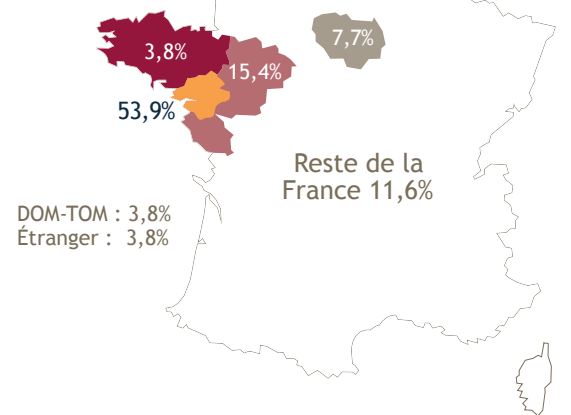 7,7%
3,8%
15,4%
53,9%
Reste de la
France 11,6%
DOM-TOM : 3,8%
Étranger : 3,8%